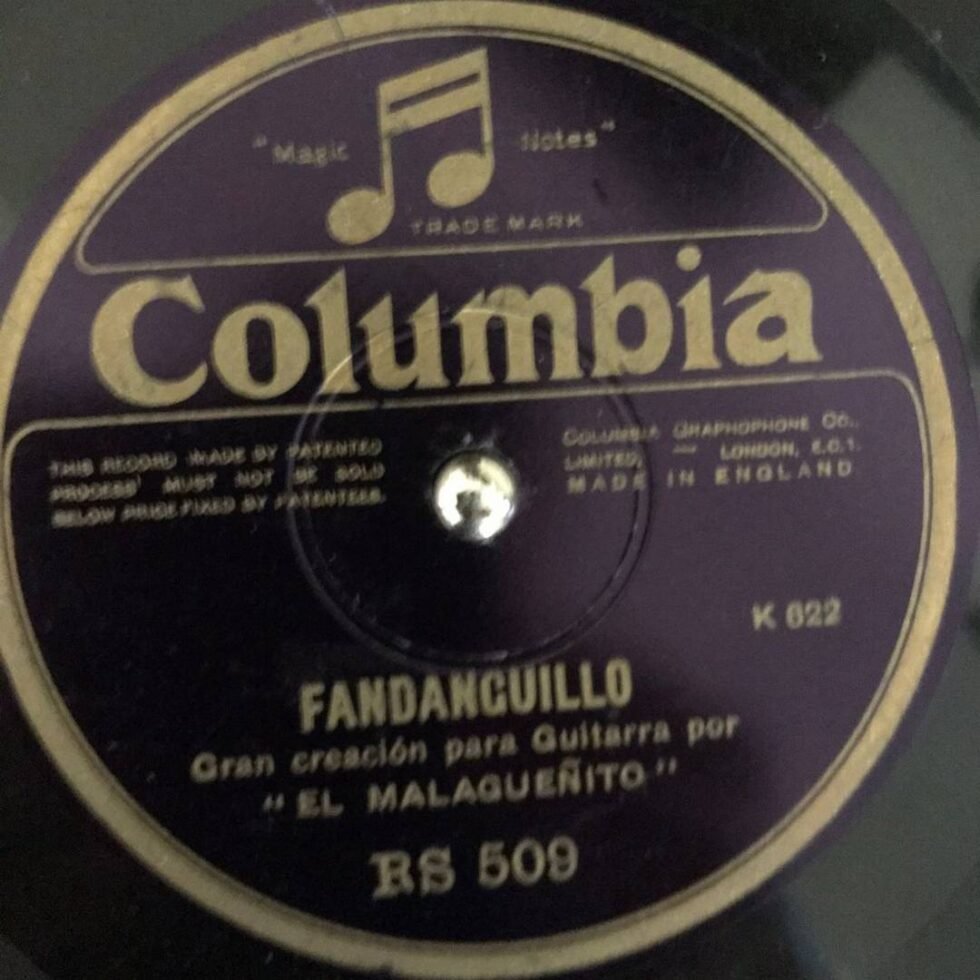 "Magic Notes"
TRADE MARK
Columbia
THIS RECORD MADE BY PATENTED
PROCESS MUST NOT BE SOLD
BELOW PRICE FIXED BY PATENTEES.
COLUMBIA GRAPHOPHONE CO.,
LIMITED, — LONDON, E.C.1.
MADE IN ENGLAND
K 622
FANDANGUILLO
Gran creación para Guitarra por
"EL MALAGUEÑITO"
RS 509